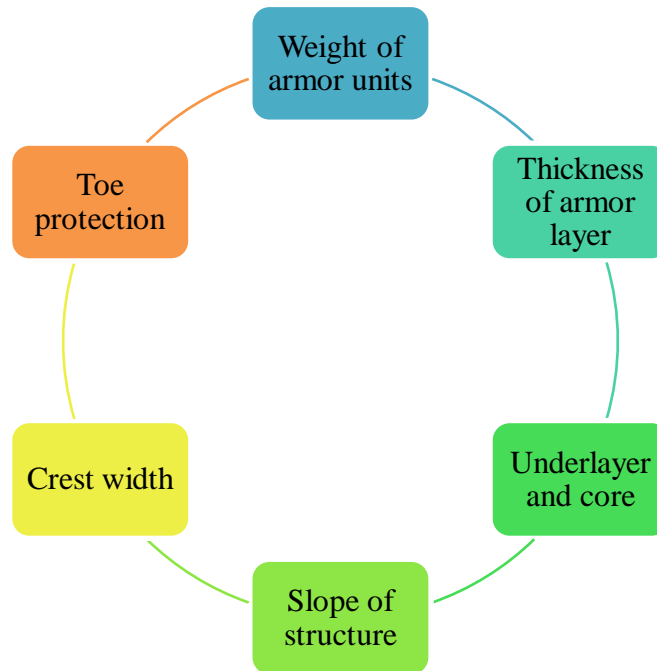 Weight of
armor units
Thickness
of armor
layer
Underlayer
and core
Slope of
structure
Crest width
Toe
protection